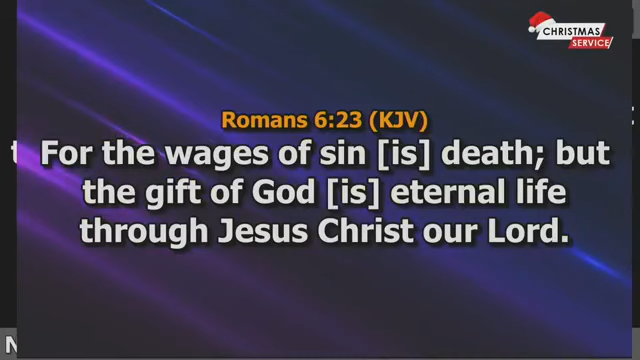 CHRISTMAS
SERVICE
Romans 6:23 (KJV)
For the wages of sin [is] death; but
the gift of God [is] eternal life
through Jesus Christ our Lord.